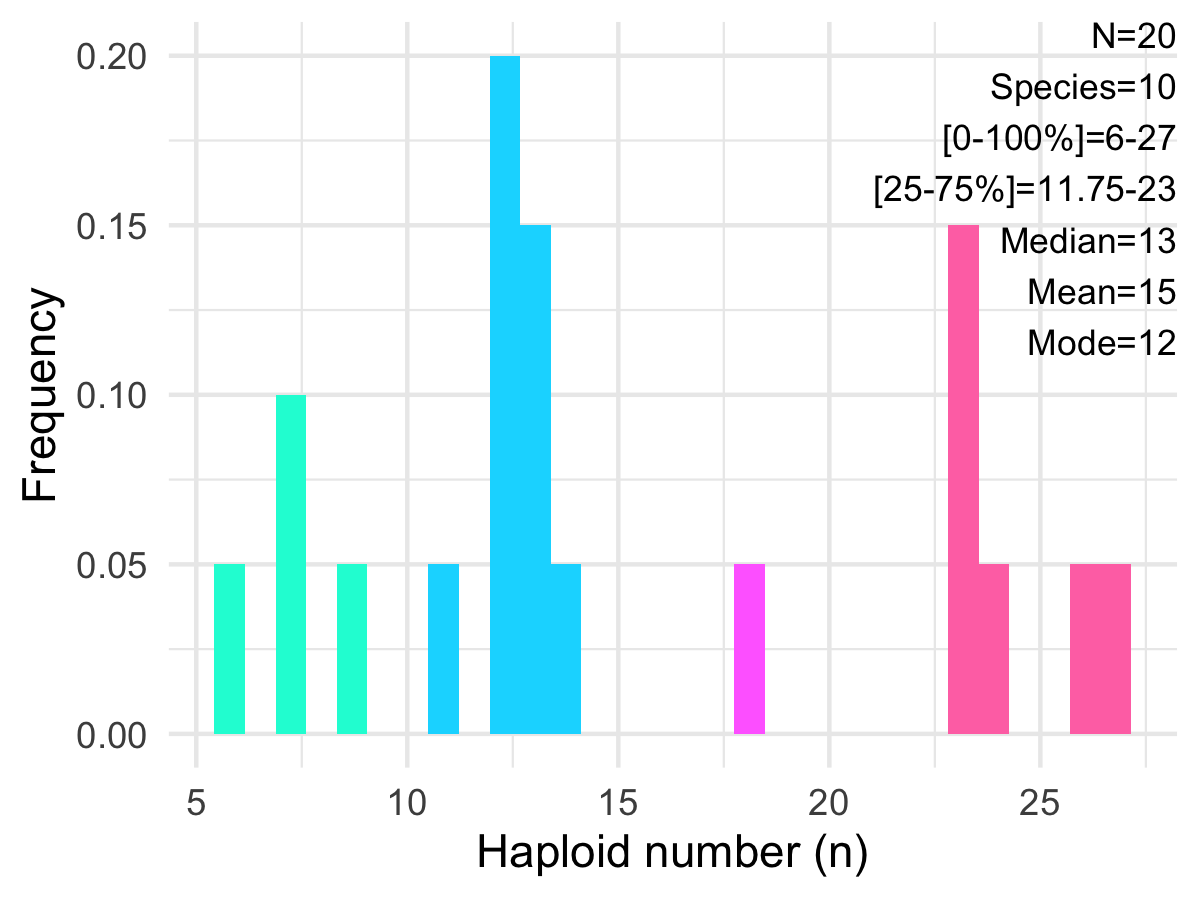 N=20
Species=10
[0-100%]=6-27
[25-75%]=11.75-23
Median=13
Mean=15
Mode=12
Frequency
0.20
0.15
0.10
0.05
0.00
5 10 15 20 25
Haploid number (n)